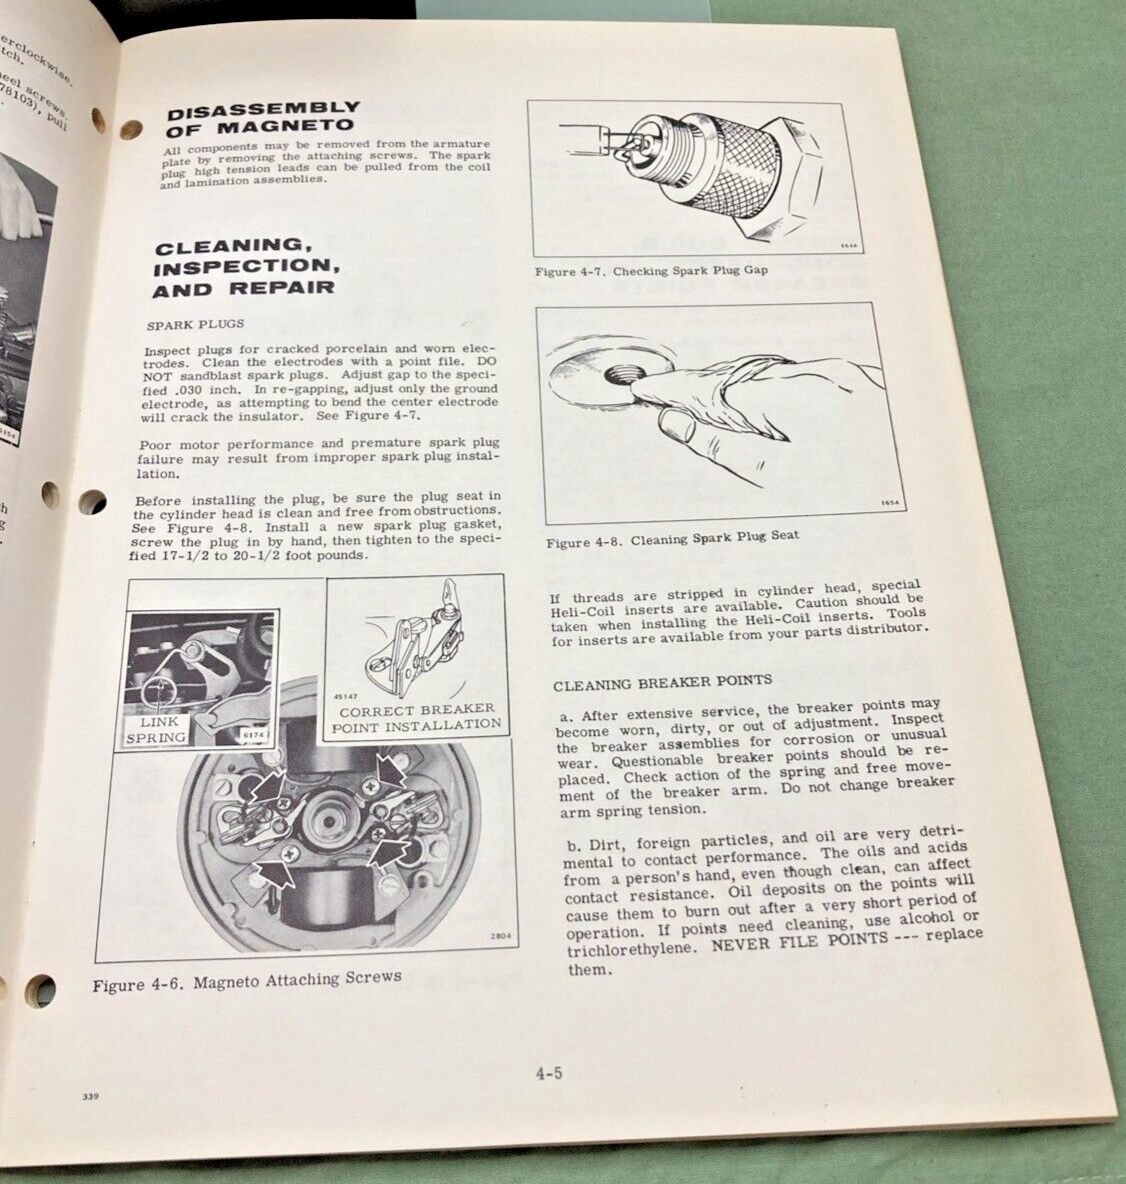 erclockwise.
tch.
eel screws.
78103), pull
DISASSEMBLY
OF MAGNETO
All components may be removed from the armature
plate by removing the attaching screws. The spark
plug high tension leads can be pulled from the coil
and lamination assemblies.
CLEANING,
INSPECTION,
AND REPAIR
SPARK PLUGS
Inspect plugs for cracked porcelain and worn elec-
trodes. Clean the electrodes with a point file. DO
NOT sandblast spark plugs. Adjust gap to the speci-
fied .030 inch. In re-gapping, adjust only the ground
electrode, as attempting to bend the center electrode
will crack the insulator. See Figure 4-7.
Poor motor performance and premature spark plug
failure may result from improper spark plug instal-
lation.
Before installing the plug, be sure the plug seat in
the cylinder head is clean and free from obstructions.
See Figure 4-8. Install a new spark plug gasket,
screw the plug in by hand, then tighten to the speci-
fied 17-1/2 to 20-1/2 foot pounds.
LINK
SPRING
6174
45147
CORRECT BREAKER
POINT INSTALLATION
2804
Figure 4-6. Magneto Attaching Screws
Figure 4-7. Checking Spark Plug Gap
1654
Figure 4-8. Cleaning Spark Plug Seat
If threads are stripped in cylinder head, special
Heli-Coil inserts are available. Caution should be
taken when installing the Heli-Coil inserts. Tools
for inserts are available from your parts distributor.
CLEANING BREAKER POINTS
a. After extensive service, the breaker points may
become worn, dirty, or out of adjustment. Inspect
the breaker assemblies for corrosion or unusual
wear. Questionable breaker points should be re-
placed. Check action of the spring and free move-
ment of the breaker arm. Do not change breaker
arm spring tension.
b. Dirt, foreign particles, and oil are very detri-
mental to contact performance. The oils and acids
from a person's hand, even though clean, can affect
contact resistance. Oil deposits on the points will
cause them to burn out after a very short period of
operation. If points need cleaning, use alcohol or
trichlorethylene. NEVER FILE POINTS --- replace
them.
4-5
339